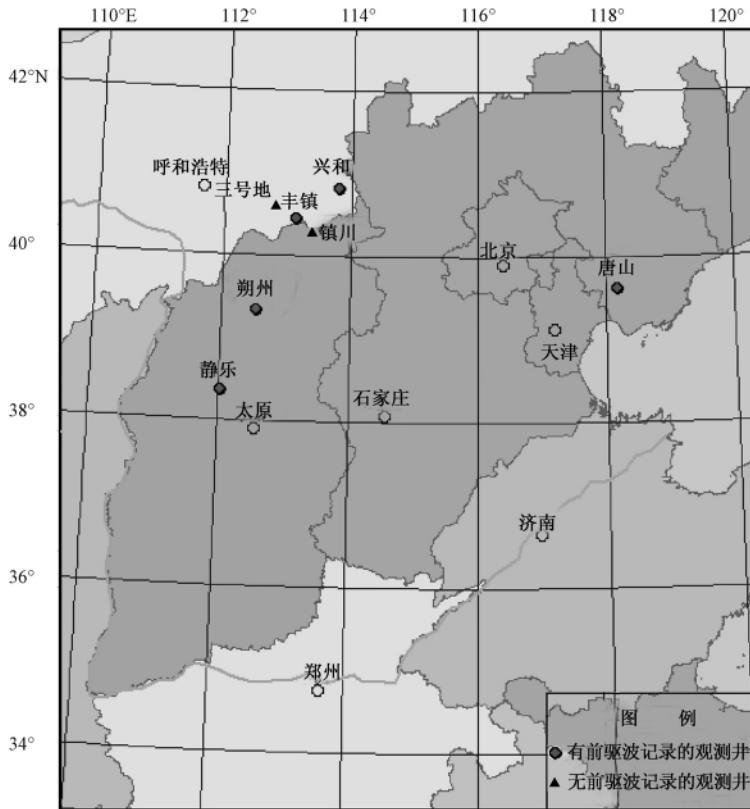 110°E 112° 114° 116° 118° 120°
42°N
呼和浩特
兴和
三号地
丰镇
镇川
40°
北京
唐山
朔州
天津
静乐
38°
太原
石家庄
济南
36°
郑州
34°
图 例
有前驱波记录的观测井
无前驱波记录的观测井